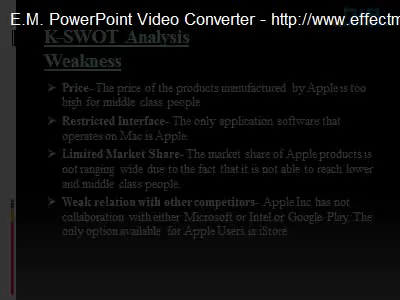 E.M. PowerPoint Video Converter - http://www.effectm
K-SWOT Analysis
Weakness
Price-The price of the products manufactured by Apple is too
high for middle class people
Restricted Interface- The only application software that
operates on Mac is Apple.
Limited Market Share- The market share of Apple products is
not ranging wide due to the fact that it is not able to reach lower
and middle class people.
Weak relation with other competitors- Apple Inc has not
collaboration with either Microsoft or Intel or Google Play. The
only option available for Apple Users is iStore